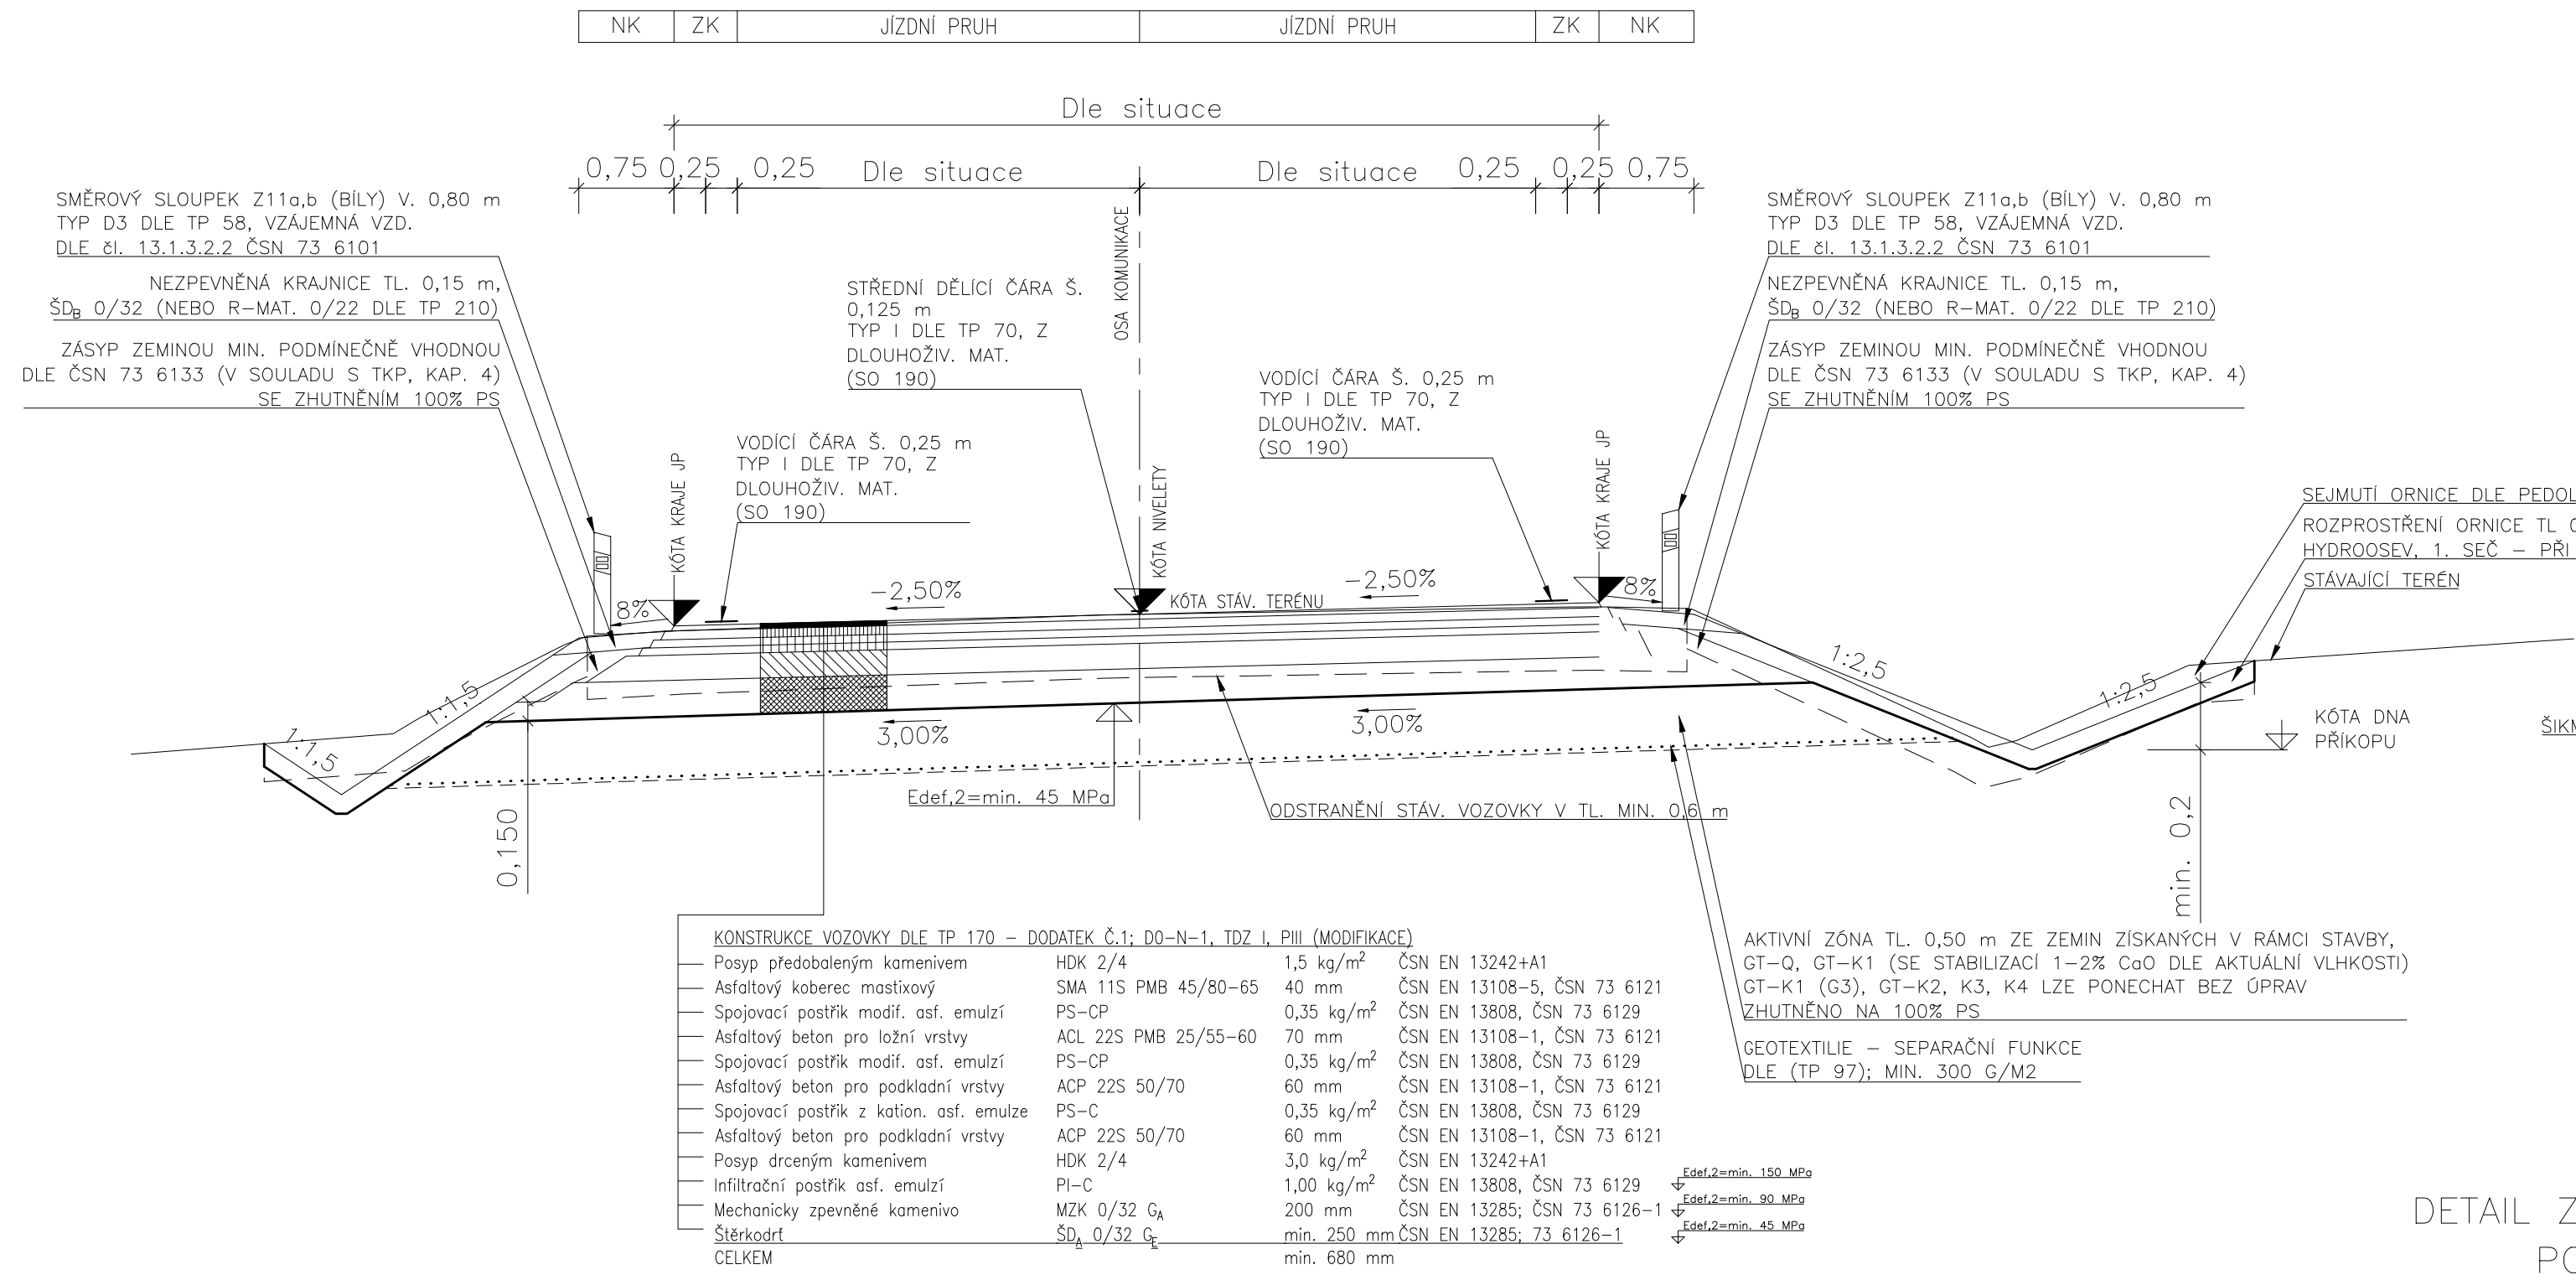 NK ZK JÍZDNÍ PRUH JÍZDNÍ PRUH ZK NK
Dle situace
0,75 0,25 0,25 Dle situace Dle situace 0,25 0,25 0,75
SMĚROVÝ SLOUPEK Z11a,b (BÍLY) V. 0,80 m
TYP D3 DLE TP 58, VZÁJEMNÁ VZD.
DLE čl. 13.1.3.2.2 ČSN 73 6101
NEZPEVNĚNÁ KRAJNICE TL. 0,15 m,
ŠDB 0/32 (NEBO R-MAT. 0/22 DLE TP 210)
ZÁSYP ZEMINOU MIN. PODMÍNEČNĚ VHODNOU
DLE ČSN 73 6133 (V SOULADU S TKP, KAP. 4)
SE ZHUTNĚNÍM 100% PS
STŘEDNÍ DĚLÍCÍ ČÁRA Š.
0,125 m
TYP I DLE TP 70, Z
DLOUHOŽIV. MAT.
(SO 190)
OSA KOMUNIKACE
VODÍCÍ ČÁRA Š. 0,25 m
TYP I DLE TP 70, Z
DLOUHOŽIV. MAT.
(SO 190)
VODÍCÍ ČÁRA Š. 0,25 m
TYP I DLE TP 70, Z
DLOUHOŽIV. MAT.
(SO 190)
SMĚROVÝ SLOUPEK Z11a,b (BÍLY) V. 0,80 m
TYP D3 DLE TP 58, VZÁJEMNÁ VZD.
DLE čl. 13.1.3.2.2 ČSN 73 6101
NEZPEVNĚNÁ KRAJNICE TL. 0,15 m,
ŠDB 0/32 (NEBO R-MAT. 0/22 DLE TP 210)
ZÁSYP ZEMINOU MIN. PODMÍNEČNĚ VHODNOU
DLE ČSN 73 6133 (V SOULADU S TKP, KAP. 4)
SE ZHUTNĚNÍM 100% PS
KÓTA KRAJE JP
KÓTA NIVELETY
KÓTA KRAJE JP
SEJMUTÍ ORNICE DLE PEDOL
ROZPROSTŘENÍ ORNICE TL
HYDROOSEV, 1. SEČ – PŘI
STÁVAJÍCÍ TERÉN
8%
-2,50%
KÓTA STÁV. TERÉNU
-2,50%
8%
1:1,5
1:1,5
1:2,5
1:2,5
3,00%
3,00%
KÓTA DNA
PŘÍKOPU
Edef,2=min. 45 MPa
ODSTRANĚNÍ STÁV. VOZOVKY V TL. MIN. 0,6 m
0,150
min. 0,2
KONSTRUKCE VOZOVKY DLE TP 170 – DODATEK Č.1; D0-N-1, TDZ I, PIII (MODIFIKACE)
Posyp předobaleným kamenivem HDK 2/4 1,5 kg/m² ČSN EN 13242+A1
Asfaltový koberec mastixový SMA 11S PMB 45/80-65 40 mm ČSN EN 13108-5, ČSN 73 6121
Spojovací postřik modif. asf. emulzí PS-CP 0,35 kg/m² ČSN EN 13808, ČSN 73 6129
Asfaltový beton pro ložní vrstvy ACL 22S PMB 25/55-60 70 mm ČSN EN 13108-1, ČSN 73 6121
Spojovací postřik modif. asf. emulzí PS-CP 0,35 kg/m² ČSN EN 13808, ČSN 73 6129
Asfaltový beton pro podkladní vrstvy ACP 22S 50/70 60 mm ČSN EN 13108-1, ČSN 73 6121
Spojovací postřik z kation. asf. emulze PS-C 0,35 kg/m² ČSN EN 13808, ČSN 73 6129
Asfaltový beton pro podkladní vrstvy ACP 22S 50/70 60 mm ČSN EN 13108-1, ČSN 73 6121
Posyp drceným kamenivem HDK 2/4 3,0 kg/m² ČSN EN 13242+A1
Infiltrační postřik asf. emulzí PI-C 1,00 kg/m² ČSN EN 13808, ČSN 73 6129
Mechanicky zpevněné kamenivo MZK 0/32 GA 200 mm ČSN EN 13285; ČSN 73 6126-1
Štěrkodrť ŠDA 0/32 GE min. 250 mm ČSN EN 13285; 73 6126-1
CELKEM min. 680 mm
Edef,2=min. 150 MPa
Edef,2=min. 90 MPa
Edef,2=min. 45 MPa
AKTIVNÍ ZÓNA TL. 0,50 m ZE ZEMIN ZÍSKANÝCH V RÁMCI STAVBY,
GT-Q, GT-K1 (SE STABILIZACÍ 1-2% CaO DLE AKTUÁLNÍ VLHKOSTI)
GT-K1 (G3), GT-K2, K3, K4 LZE PONECHAT BEZ ÚPRAV
ZHUTNĚNO NA 100% PS
GEOTEXTILIE – SEPARAČNÍ FUNKCE
DLE (TP 97); MIN. 300 G/M2
DETAIL